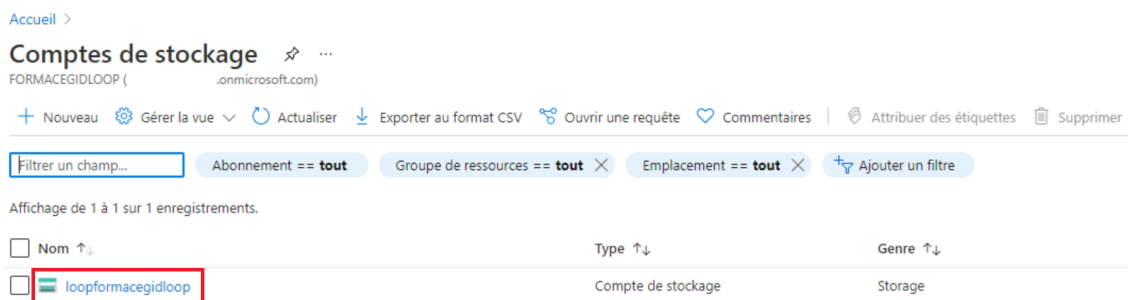 Accueil >
Comptes de stockage ...
FORMACEGIDLOOP ( .onmicrosoft.com)
+ Nouveau Gérer la vue Actualiser Exporter au format CSV Ouvrir une requête Commentaires Attribuer des étiquettes Supprimer
Filtrer un champ... Abonnement == tout Groupe de ressources == tout Emplacement == tout Ajouter un filtre
Affichage de 1 à 1 sur 1 enregistrements.
Nom ↑↓ Type ↑↓ Genre ↑↓
loopformacegidloop Compte de stockage Storage